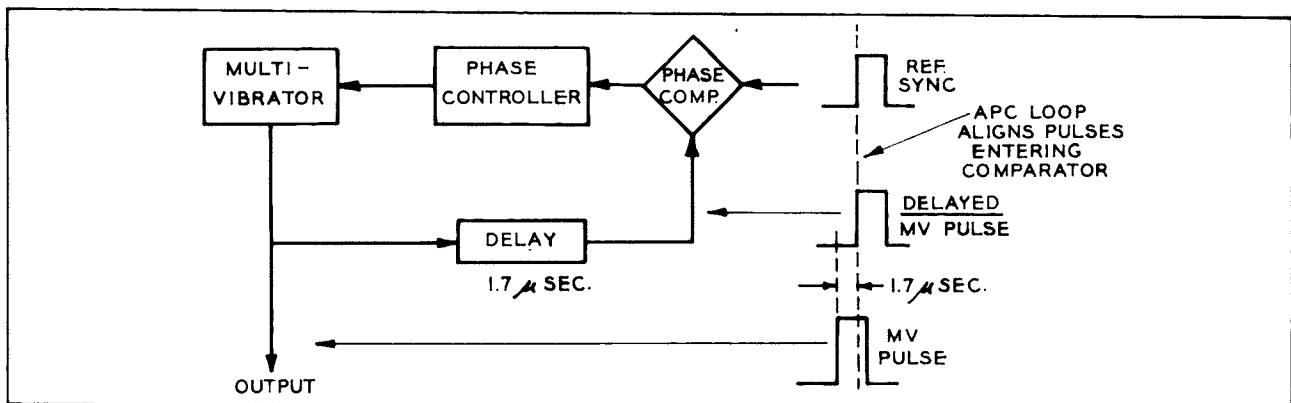 MULTI-
VIBRATOR
PHASE
CONTROLLER
PHASE
COMP.
REF.
SYNC
APC LOOP
ALIGNS PULSES
ENTERING
COMPARATOR
DELAYED
MV PULSE
DELAY
1.7 μ SEC.
1.7 μ SEC.
MV
PULSE
OUTPUT